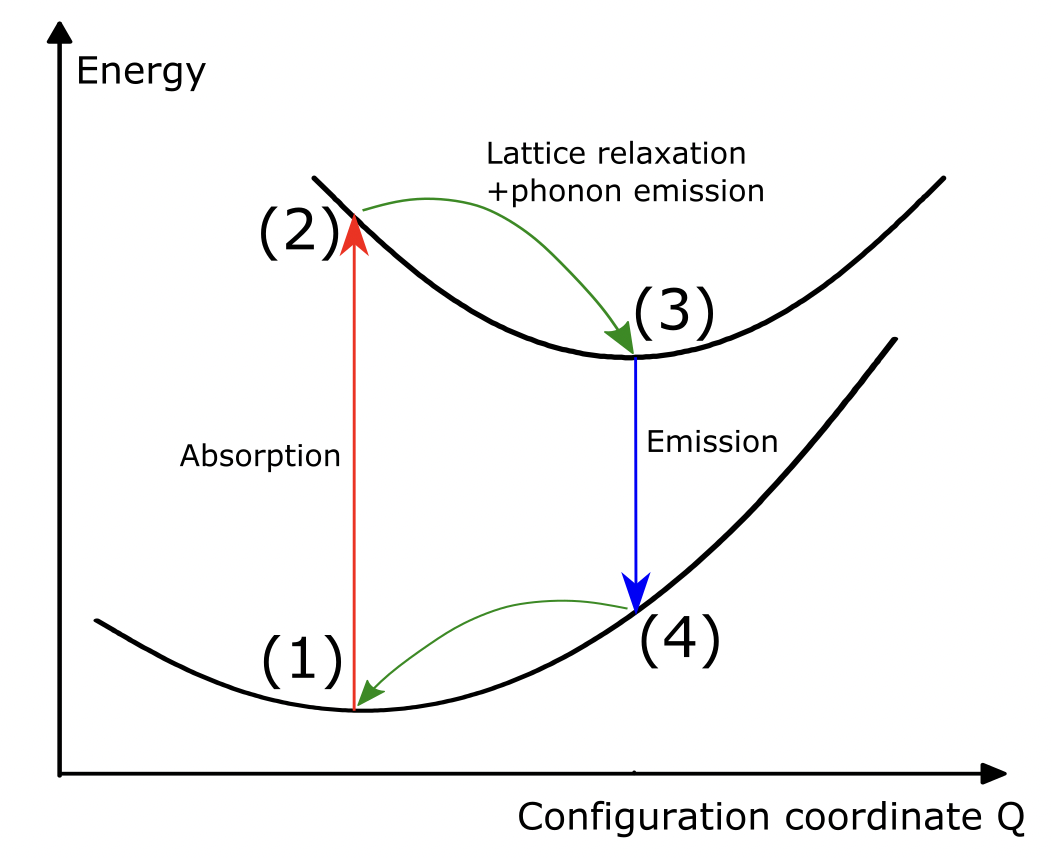 Energy
Lattice relaxation
+phonon emission
(2)
(3)
Absorption
Emission
(1)
(4)
Configuration coordinate Q